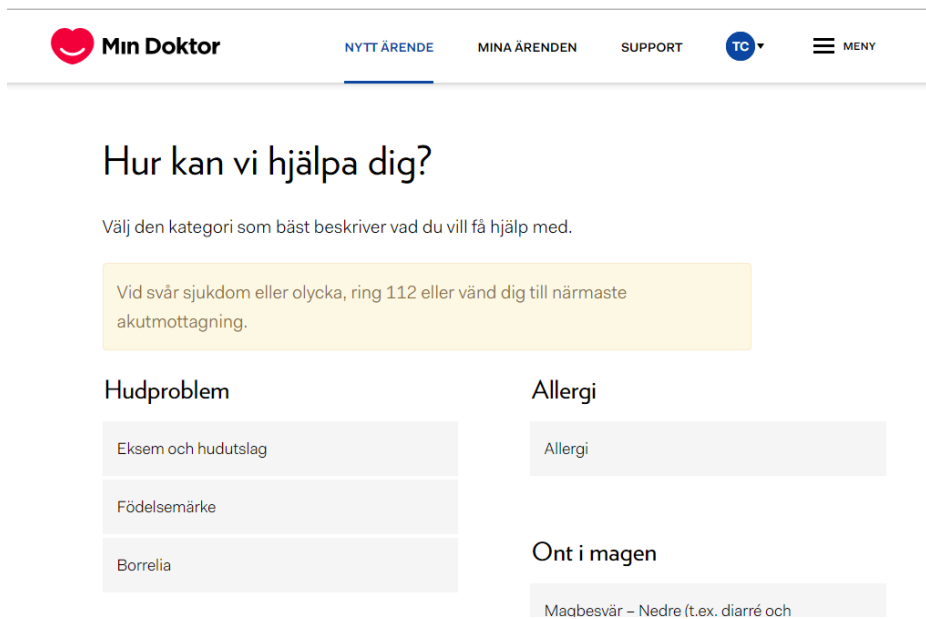 Min Doktor
NYTT ÄRENDE
MINA ÄRENDEN
SUPPORT
TC
MENY
Hur kan vi hjälpa dig?
Välj den kategori som bäst beskriver vad du vill få hjälp med.
Vid svår sjukdom eller olycka, ring 112 eller vänd dig till närmaste
akutmottagning.
Hudproblem
Eksem och hudutslag
Födelsemärke
Borrelia
Allergi
Allergi
Ont i magen
Magbesvär – Nedre (t.ex. diarré och